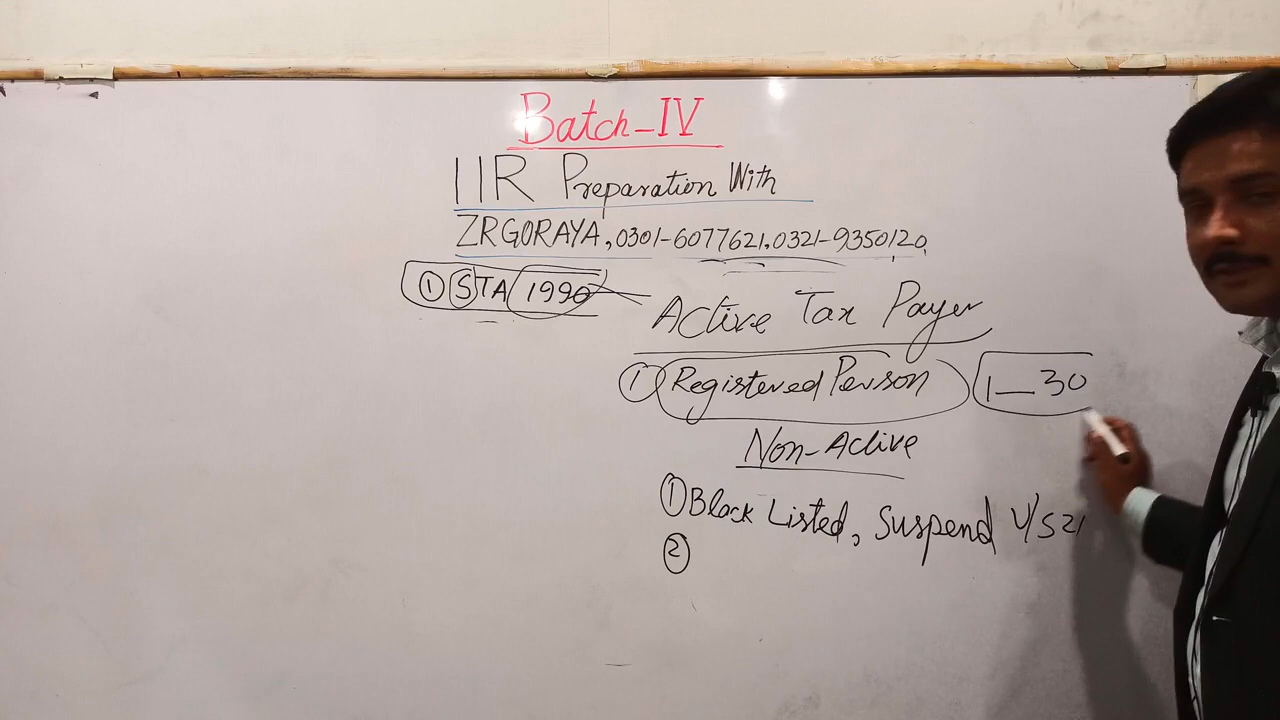 Batch-IV
IIR Preparation With
ZRGORAYA, 0301-6077621, 0321-9350120
① STA 1990
Active Tax Payer
① Registered Person 1—30
Non-Active
① Black Listed, Suspend U/S 21
②